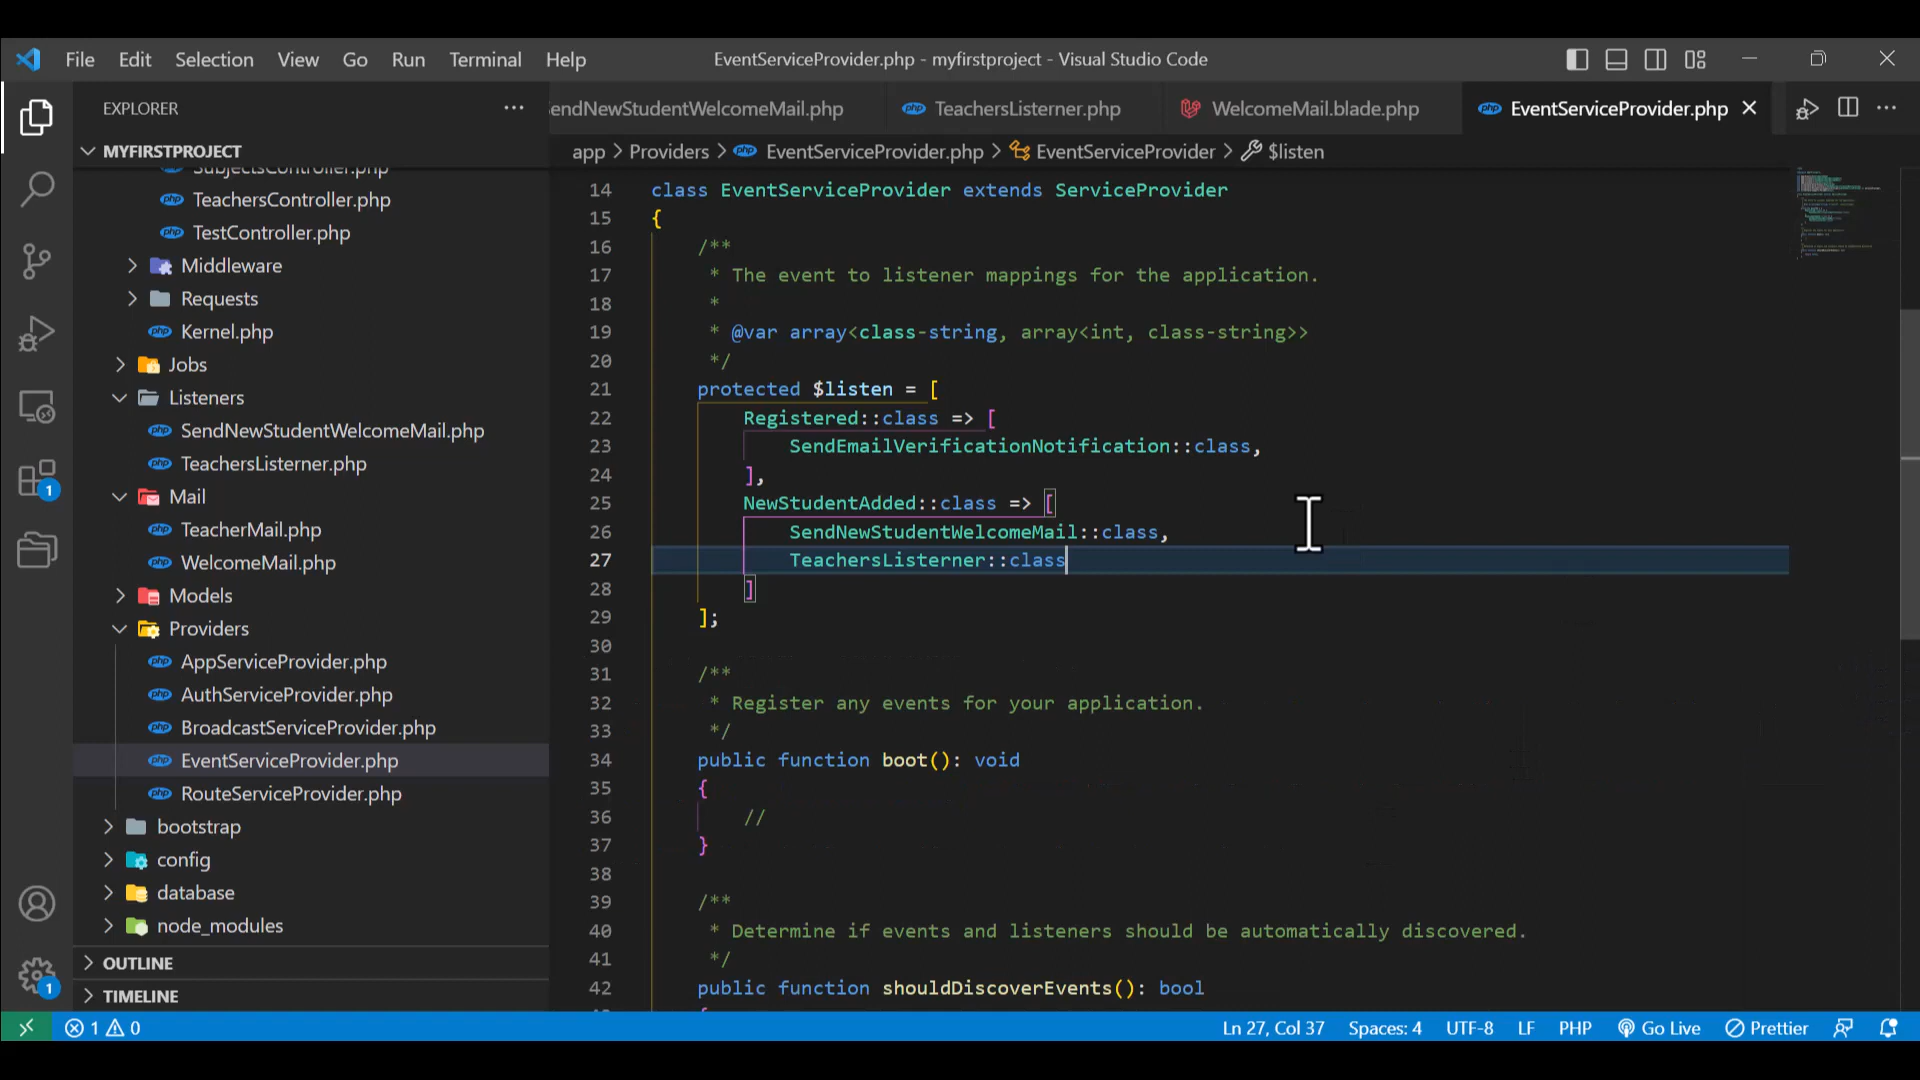 File Edit Selection View Go Run Terminal Help
EventServiceProvider.php - myfirstproject - Visual Studio Code
EXPLORER
endNewStudentWelcomeMail.php TeachersListerner.php WelcomeMail.blade.php EventServiceProvider.php
MYFIRSTPROJECT
app > Providers > EventServiceProvider.php > EventServiceProvider > $listen
SubjectsController.php
TeachersController.php
TestController.php
Middleware
Requests
Kernel.php
Jobs
Listeners
SendNewStudentWelcomeMail.php
TeachersListerner.php
Mail
TeacherMail.php
WelcomeMail.php
Models
Providers
AppServiceProvider.php
AuthServiceProvider.php
BroadcastServiceProvider.php
EventServiceProvider.php
RouteServiceProvider.php
bootstrap
config
database
node_modules
OUTLINE
TIMELINE
14 class EventServiceProvider extends ServiceProvider
15 {
16 /**
17 * The event to listener mappings for the application.
18 *
19 * @var array<class-string, array<int, class-string>>
20 */
21 protected $listen = [
22 Registered::class => [
23 SendEmailVerificationNotification::class,
24 ],
25 NewStudentAdded::class => [
26 SendNewStudentWelcomeMail::class,
27 TeachersListerner::class
28 ]
29 ];
30
31 /**
32 * Register any events for your application.
33 */
34 public function boot(): void
35 {
36 //
37 }
38
39 /**
40 * Determine if events and listeners should be automatically discovered.
41 */
42 public function shouldDiscoverEvents(): bool
1
1
1 0
Ln 27, Col 37 Spaces: 4 UTF-8 LF PHP Go Live Prettier